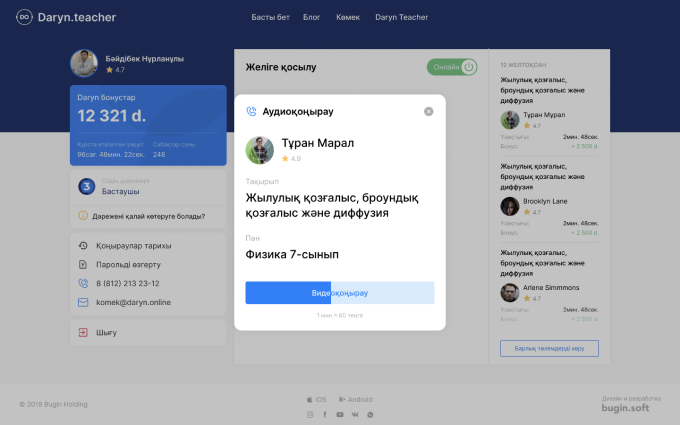 DO Daryn.teacher
Басты бет Блог Көмек Daryn Teacher
Бәйдібек Нұрланұлы
4.7
Daryn бонустар
12 321 d.
Курста өткізілген уақыт
Сабақтар саны
96сағ. 49мин. 22сек.
248
3
Сіздің дәрежеңіз
Бастаушы
Дәрежені қалай көтеруге болады?
Қоңыраулар тарихы
Парольді өзгерту
8 (812) 213 23-12
komek@daryn.online
Шығу
Желіге қосылу
Онлайн
Аудиоқоңырау
Тұран Марал
4.9
Тақырып
Жылулық қозғалыс, броундық
қозғалыс және диффузия
Пән
Физика 7-сынып
Видеоқоңырау
1 мин = 60 теңге
12 ЖЕЛТОҚСАН
Жылулық қозғалыс,
броундық қозғалыс және
диффузия
Тұран Мұрал
4.7
Уақытыңыз:
2мин. 48сек.
Бонус:
+ 2 500 d.
Жылулық қозғалыс,
броундық қозғалыс және
диффузия
Brooklyn Lane
4.7
Уақытыңыз:
2мин. 48сек.
Бонус:
+ 2 500 d.
Жылулық қозғалыс,
броундық қозғалыс және
диффузия
Arlene Simmmons
4.7
Уақытыңыз:
2мин. 48сек.
Бонус:
+ 2 500 d.
Барлық төлемдерді көру
© 2019 Bugin Holding
iOS
Android
Дизайн и разработка
bugin.soft